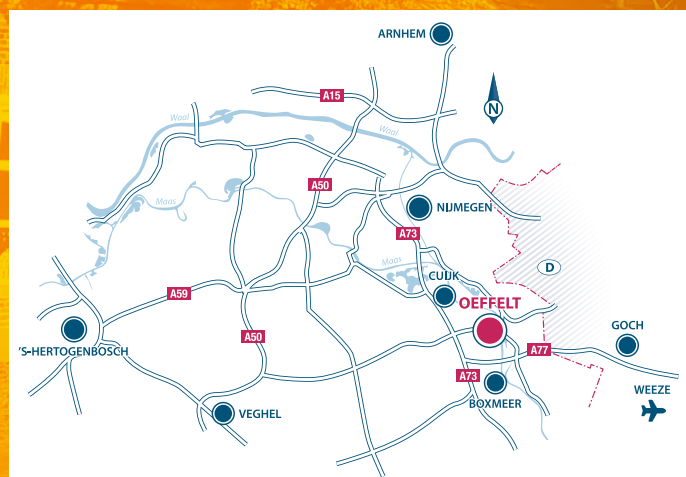 ARNHEM
A15
N
Waal
Waal
A50
Maas
NIJMEGEN
A73
Maas
D
CUIJK
A59
OEFFELT
'S-HERTOGENBOSCH
A50
GOCH
A77
A73
WEEZE
BOXMEER
VEGHEL